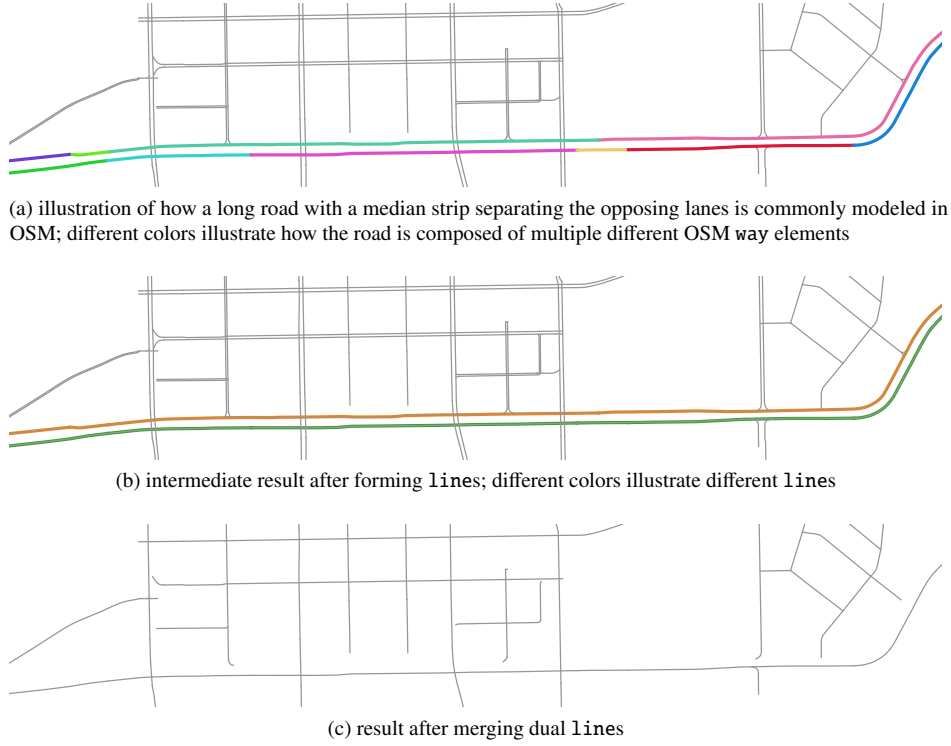 (a) illustration of how a long road with a median strip separating the opposing lanes is commonly modeled in
OSM; different colors illustrate how the road is composed of multiple different OSM way elements
(b) intermediate result after forming lines; different colors illustrate different lines
(c) result after merging dual lines